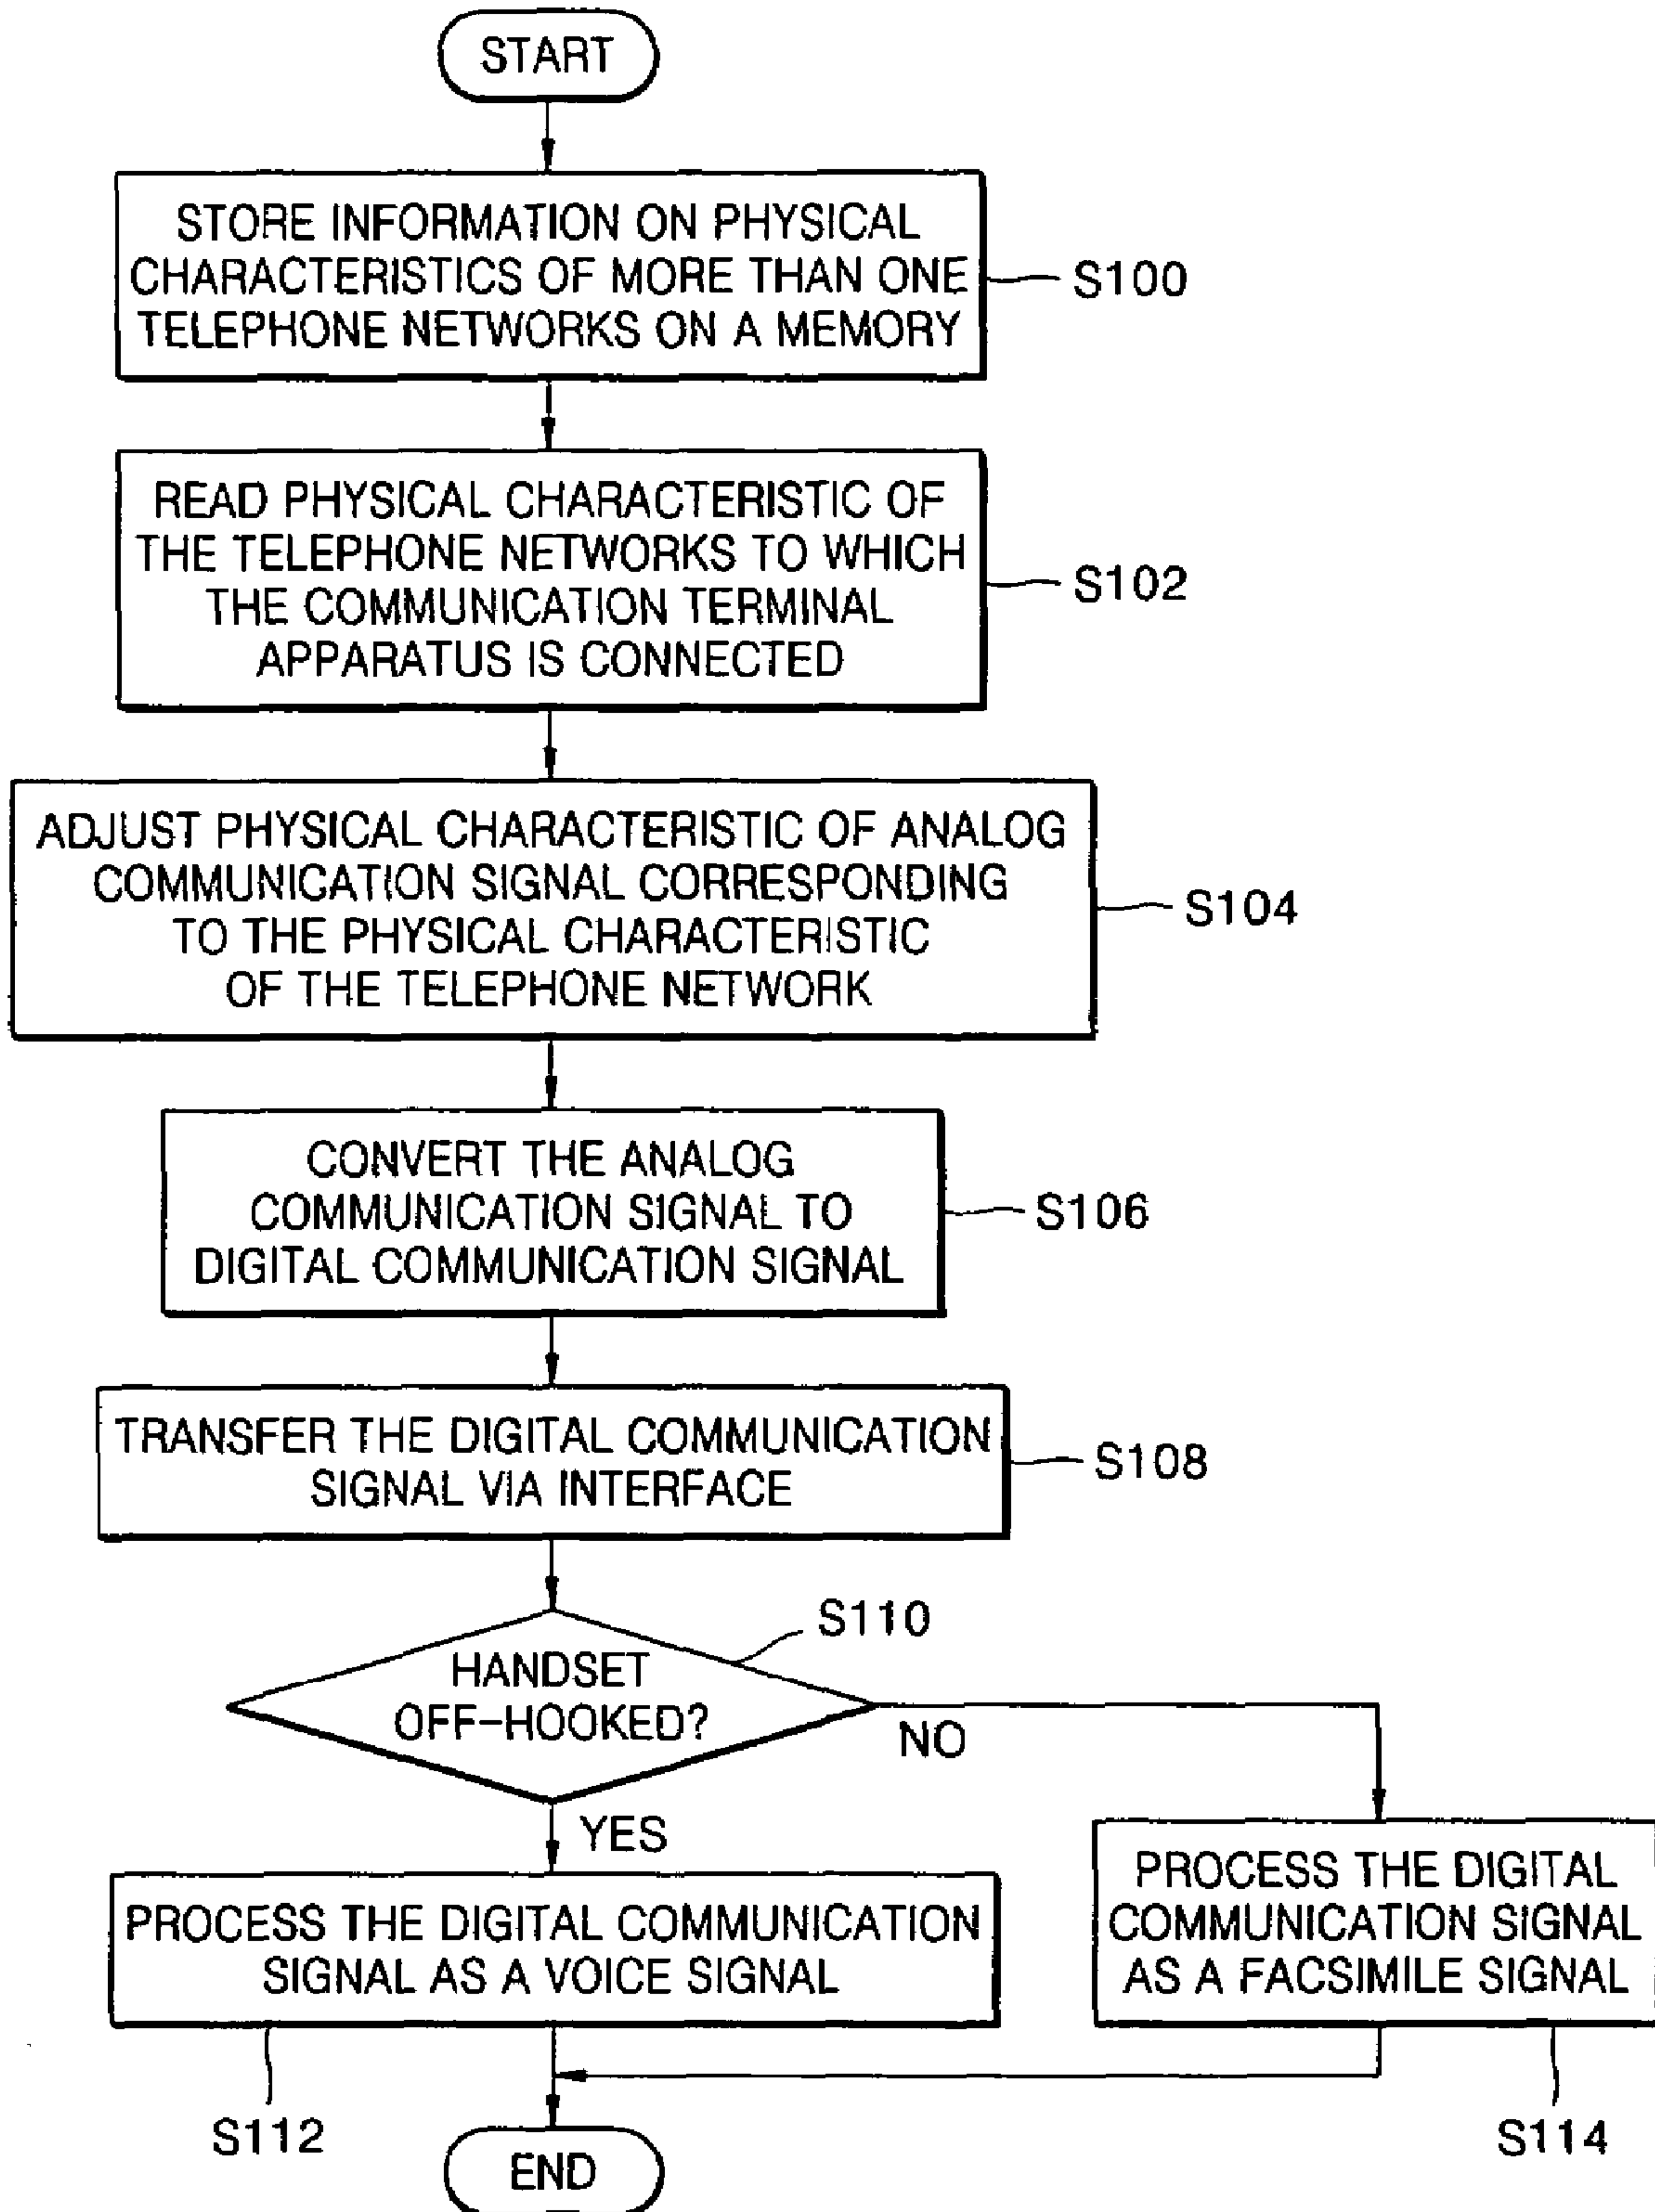 START
STORE INFORMATION ON PHYSICAL
CHARACTERISTICS OF MORE THAN ONE
TELEPHONE NETWORKS ON A MEMORY
S100
READ PHYSICAL CHARACTERISTIC OF
THE TELEPHONE NETWORKS TO WHICH
THE COMMUNICATION TERMINAL
APPARATUS IS CONNECTED
S102
ADJUST PHYSICAL CHARACTERISTIC OF ANALOG
COMMUNICATION SIGNAL CORRESPONDING
TO THE PHYSICAL CHARACTERISTIC
OF THE TELEPHONE NETWORK
S104
CONVERT THE ANALOG
COMMUNICATION SIGNAL TO
DIGITAL COMMUNICATION SIGNAL
S106
TRANSFER THE DIGITAL COMMUNICATION
SIGNAL VIA INTERFACE
S108
S110
HANDSET
OFF-HOOKED?
NO
YES
PROCESS THE DIGITAL COMMUNICATION
SIGNAL AS A VOICE SIGNAL
S112
PROCESS THE DIGITAL
COMMUNICATION SIGNAL
AS A FACSIMILE SIGNAL
S114
END